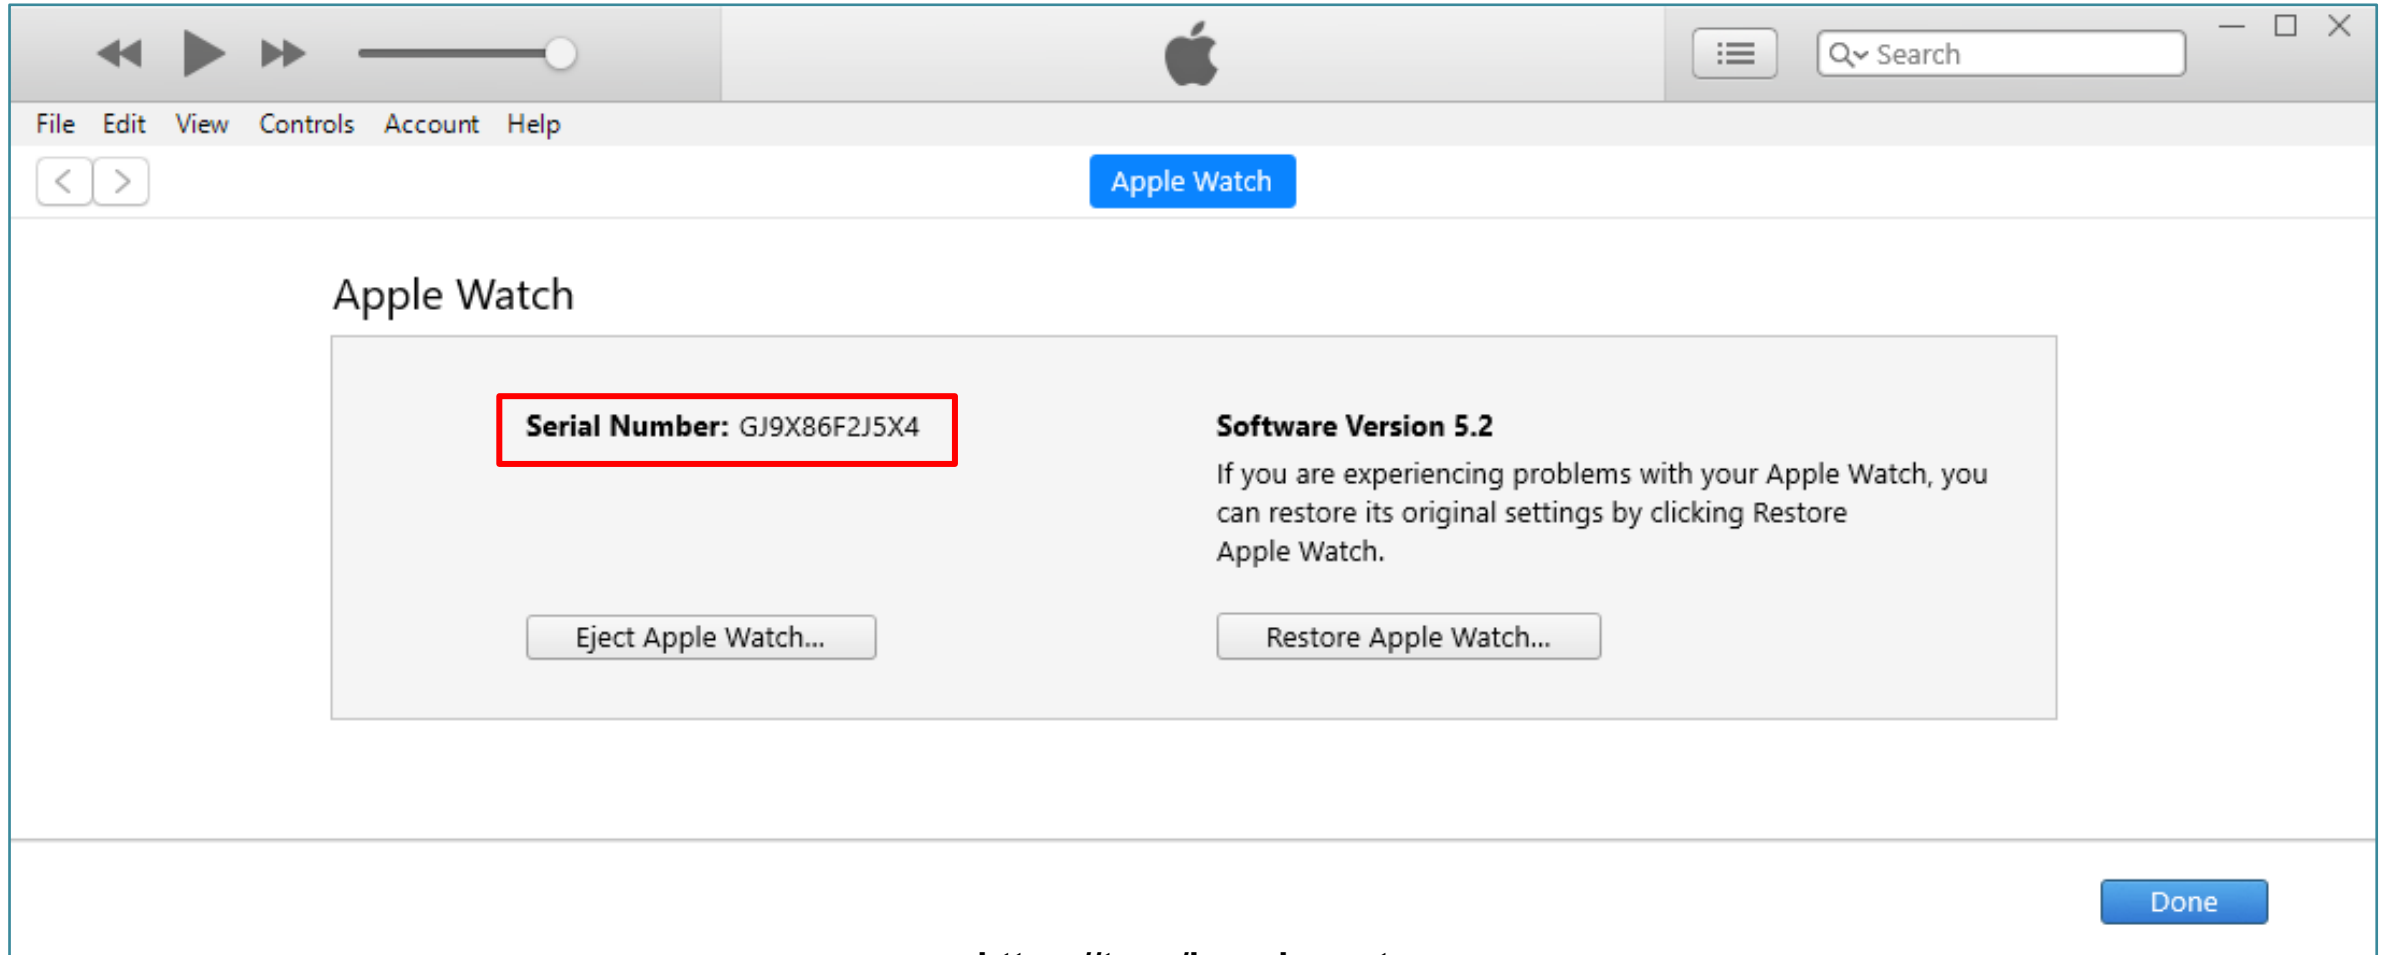 Search
File Edit View Controls Account Help
Apple Watch
Apple Watch
Serial Number: GJ9X86F2J5X4
Software Version 5.2
If you are experiencing problems with your Apple Watch, you
can restore its original settings by clicking Restore
Apple Watch.
Eject Apple Watch...
Restore Apple Watch...
Done